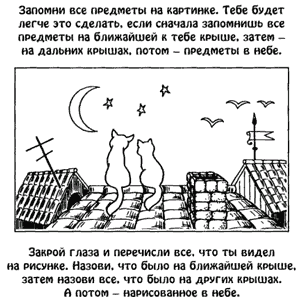 Запомни все предметы на картинке. Тебе будет
легче это сделать, если сначала запомнишь все
предметы на ближайшей к тебе крыше, затем –
на дальних крышах, потом – предметы в небе.
Закрой глаза и перечисли все, что ты видел
на рисунке. Назови, что было на ближайшей крыше,
затем назови все, что было на других крышах.
А потом – нарисованное в небе.